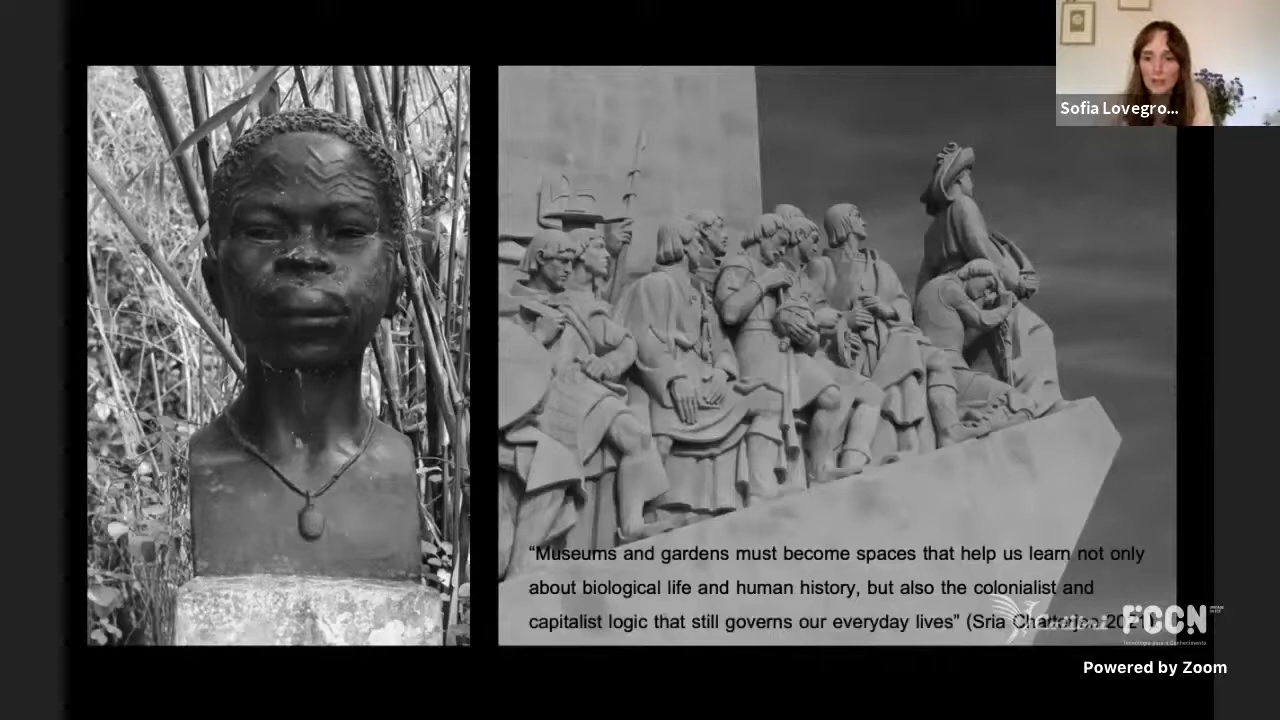 Sofia Lovegro...
“Museums and gardens must become spaces that help us learn not only
about biological life and human history, but also the colonialist and
capitalist logic that still governs our everyday lives” (Sria Chatterjee 2021)
FCCN
Powered by Zoom